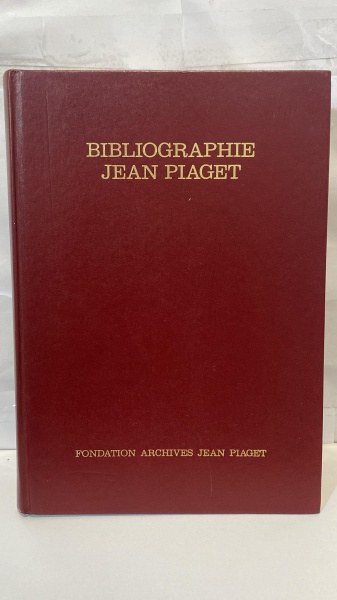 BIBLIOGRAPHIE
JEAN PIAGET
FONDATION ARCHIVES JEAN PIAGET